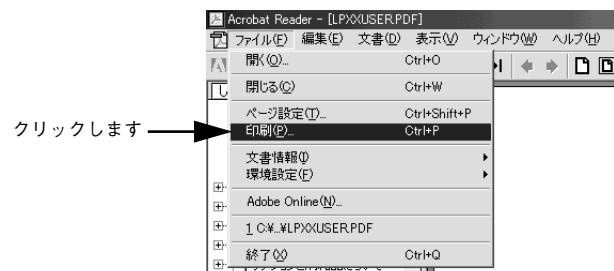 Acrobat Reader - [LPXXUSER.PDF]
ファイル(F) 編集(E) 文書(D) 表示(V) ウィンドウ(W) ヘルプ(H)
開く(O)... Ctrl+O
閉じる(C) Ctrl+W
ページ設定(T)... Ctrl+Shift+P
クリックします
印刷(P)... Ctrl+P
文書情報(I)
環境設定(F)
Adobe Online(N)...
1 C:¥...¥LPXXUSER.PDF
終了(X) Ctrl+Q